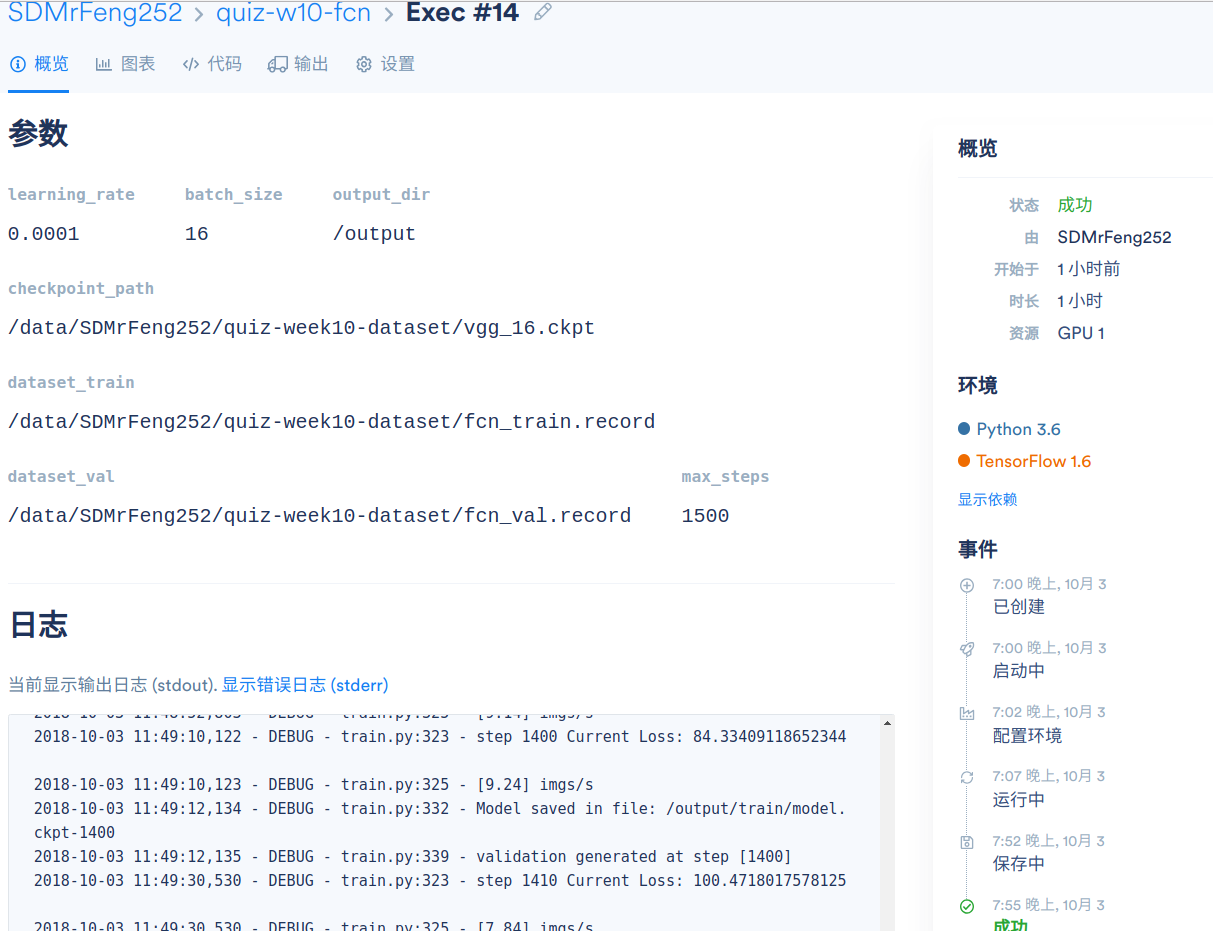 SDMrFeng252 > quiz-w10-fcn > Exec #14
概览 图表 </> 代码 输出 设置
参数
learning_rate batch_size output_dir
0.0001 16 /output
checkpoint_path
/data/SDMrFeng252/quiz-week10-dataset/vgg_16.ckpt
dataset_train
/data/SDMrFeng252/quiz-week10-dataset/fcn_train.record
dataset_val max_steps
/data/SDMrFeng252/quiz-week10-dataset/fcn_val.record 1500
日志
当前显示输出日志 (stdout). 显示错误日志 (stderr)
2018-10-03 11:49:10,122 - DEBUG - train.py:323 - step 1400 Current Loss: 84.33409118652344
2018-10-03 11:49:10,123 - DEBUG - train.py:325 - [9.24] imgs/s
2018-10-03 11:49:12,134 - DEBUG - train.py:332 - Model saved in file: /output/train/model.
ckpt-1400
2018-10-03 11:49:12,135 - DEBUG - train.py:339 - validation generated at step [1400]
2018-10-03 11:49:30,530 - DEBUG - train.py:323 - step 1410 Current Loss: 100.4718017578125
2018-10-03 11:49:30,530 - DEBUG - train.py:325 - [7.84] imgs/s
概览
状态 成功
由 SDMrFeng252
开始于 1 小时前
时长 1 小时
资源 GPU 1
环境
Python 3.6
TensorFlow 1.6
显示依赖
事件
7:00 晚上, 10月 3
已创建
7:00 晚上, 10月 3
启动中
7:02 晚上, 10月 3
配置环境
7:07 晚上, 10月 3
运行中
7:52 晚上, 10月 3
保存中
7:55 晚上, 10月 3
成功